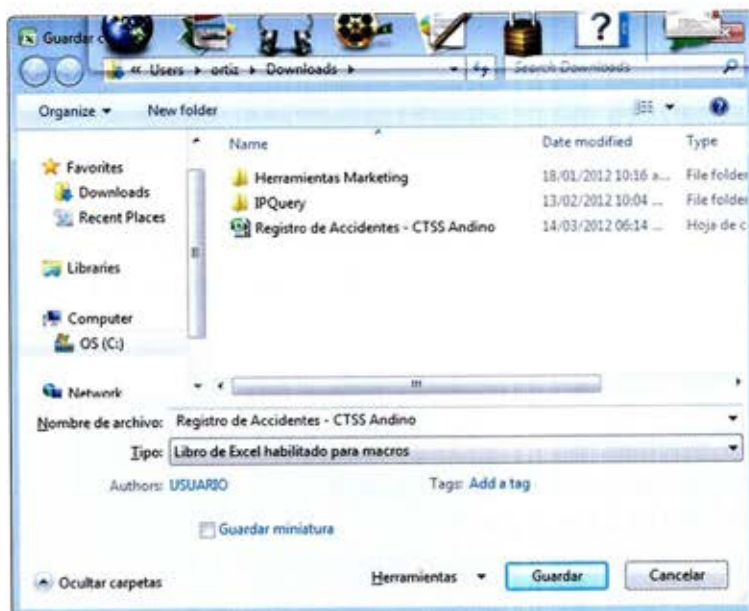 Guardar
« Users ▸ ortiz ▸ Downloads ▸
Search Downloads
Organize ▾ New folder
Name Date modified Type
Favorites
Downloads
Recent Places
Libraries
Computer
OS (C:)
Network
Herramientas Marketing 18/01/2012 10:16 a... File folder
IPQuery 13/02/2012 10:04 ... File folder
Registro de Accidentes - CTSS Andino 14/03/2012 06:14 ... Hoja de c
Nombre de archivo: Registro de Accidentes - CTSS Andino
Tipo: Libro de Excel habilitado para macros
Authors: USUARIO Tags: Add a tag
Guardar miniatura
Ocultar carpetas Herramientas ▾ Guardar Cancelar